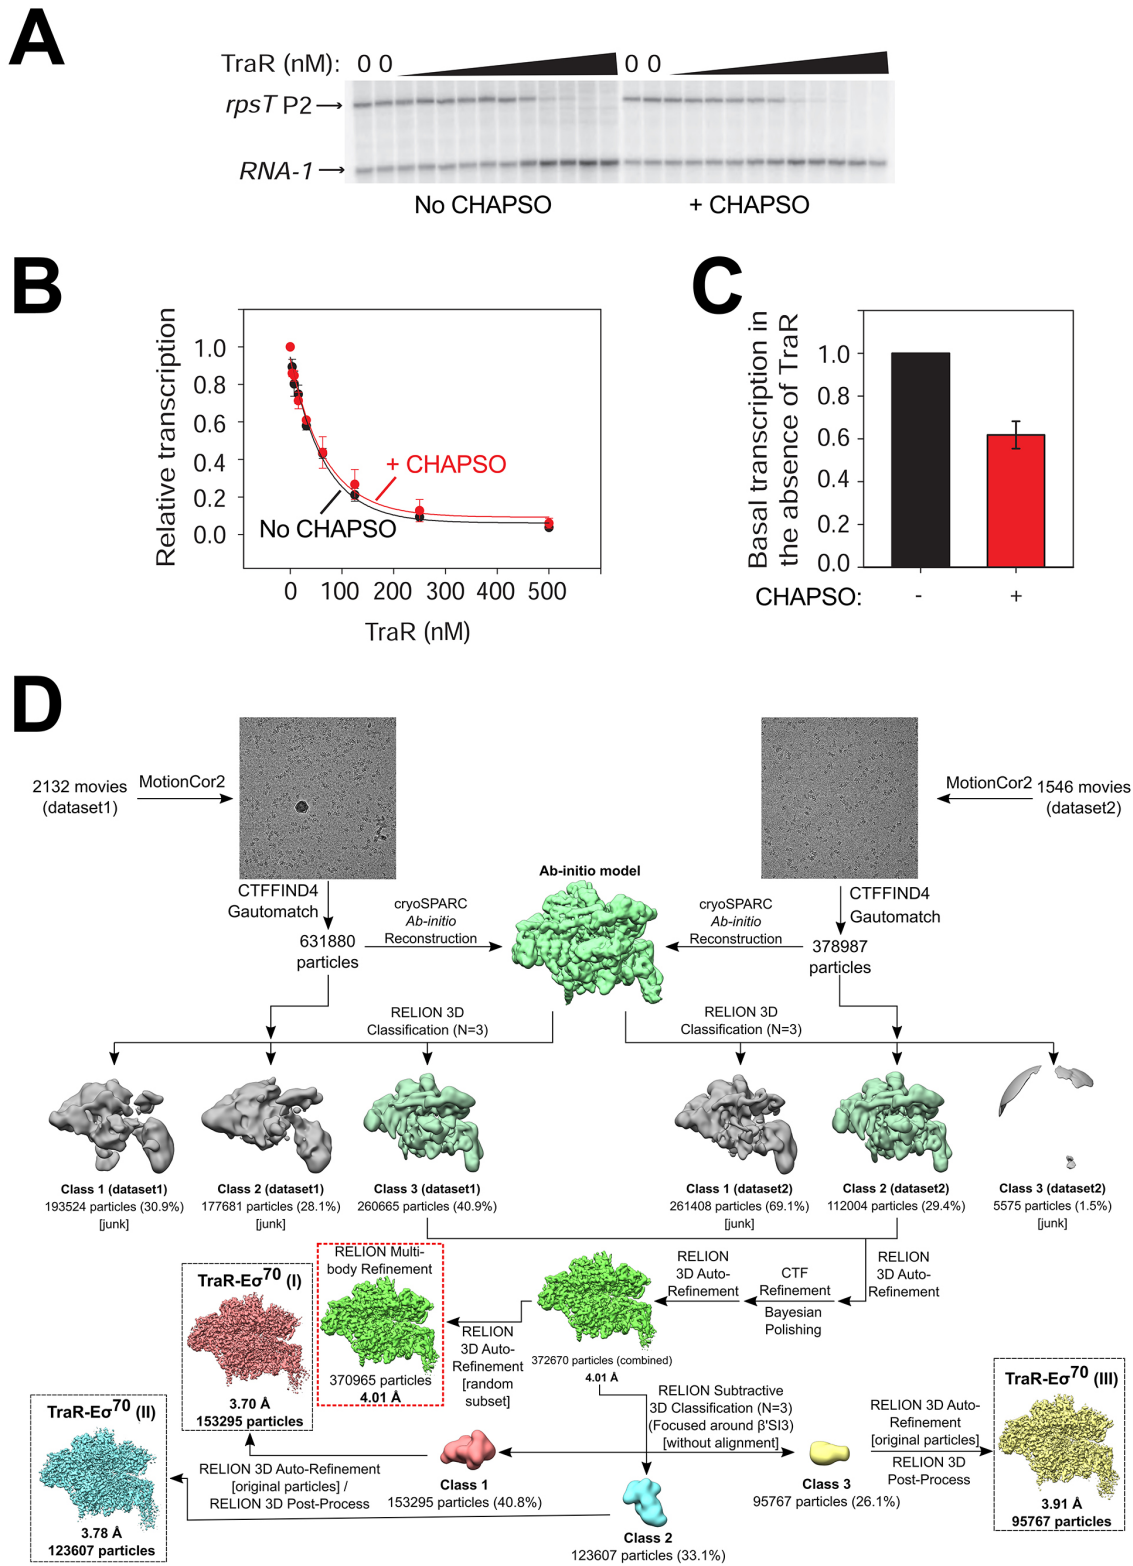 A
TraR (nM): 0 0 0 0
rpsT P2
RNA-1
No CHAPSO + CHAPSO
B
Relative transcription
1.0
0.8
0.6
0.4
0.2
0.0
+ CHAPSO
No CHAPSO
0 100 200 300 400 500
TraR (nM)
C
Basal transcription in
the absence of TraR
1.0
0.8
0.6
0.4
0.2
0.0
CHAPSO: - +
D
2132 movies
(dataset1)
MotionCor2
MotionCor2
1546 movies
(dataset2)
CTFFIND4
Gautomatch
631880
particles
cryoSPARC
Ab-initio
Reconstruction
Ab-initio model
cryoSPARC
Ab-initio
Reconstruction
CTFFIND4
Gautomatch
378987
particles
RELION 3D
Classification (N=3)
RELION 3D
Classification (N=3)
Class 1 (dataset1)
193524 particles (30.9%)
[junk]
Class 2 (dataset1)
177681 particles (28.1%)
[junk]
Class 3 (dataset1)
260665 particles (40.9%)
Class 1 (dataset2)
261408 particles (69.1%)
[junk]
Class 2 (dataset2)
112004 particles (29.4%)
Class 3 (dataset2)
5575 particles (1.5%)
[junk]
RELION
3D Auto-
Refinement
CTF
Refinement
Bayesian
Polishing
RELION
3D Auto-
Refinement
372670 particles (combined)
4.01 Å
RELION
3D Auto-
Refinement
[random
subset]
RELION Multi-
body Refinement
370965 particles
4.01 Å
TraR-Eσ70 (I)
3.70 Å
153295 particles
TraR-Eσ70 (II)
3.78 Å
123607 particles
RELION Subtractive
3D Classification (N=3)
(Focused around β'SI3)
[without alignment]
RELION 3D Auto-Refinement
[original particles] /
RELION 3D Post-Process
Class 1
153295 particles (40.8%)
Class 2
123607 particles (33.1%)
Class 3
95767 particles (26.1%)
RELION 3D Auto-
Refinement
[original particles]
RELION 3D
Post-Process
TraR-Eσ70 (III)
3.91 Å
95767 particles